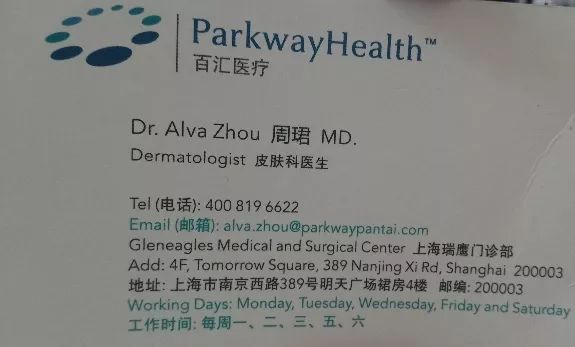 ParkwayHealth™
百汇医疗
Dr. Alva Zhou 周珺 MD.
Dermatologist 皮肤科医生
Tel (电话): 400 819 6622
Email (邮箱): alva.zhou@parkwaypantai.com
Gleneagles Medical and Surgical Center 上海瑞鹰门诊部
Add: 4F, Tomorrow Square, 389 Nanjing Xi Rd, Shanghai 200003
地址: 上海市南京西路389号明天广场裙房4楼 邮编: 200003
Working Days: Monday, Tuesday, Wednesday, Friday and Saturday
工作时间: 每周一、二、三、五、六